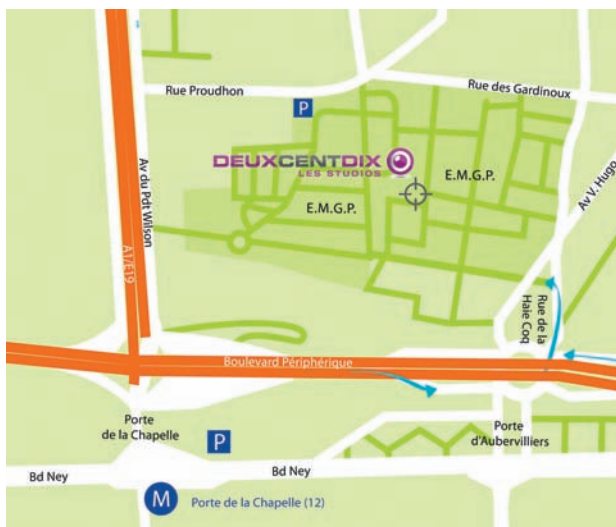 Rue Proudhon
Rue des Gardinoux
P
DEUXCENTDIX
LES STUDIOS
E.M.G.P.
E.M.G.P.
Av V. Hugo
Av du Pdt Wilson
A1/E19
Rue de la
Haie Coq
Boulevard Périphérique
Porte
de la Chapelle
P
Porte
d'Aubervilliers
Bd Ney
Bd Ney
M
Porte de la Chapelle (12)